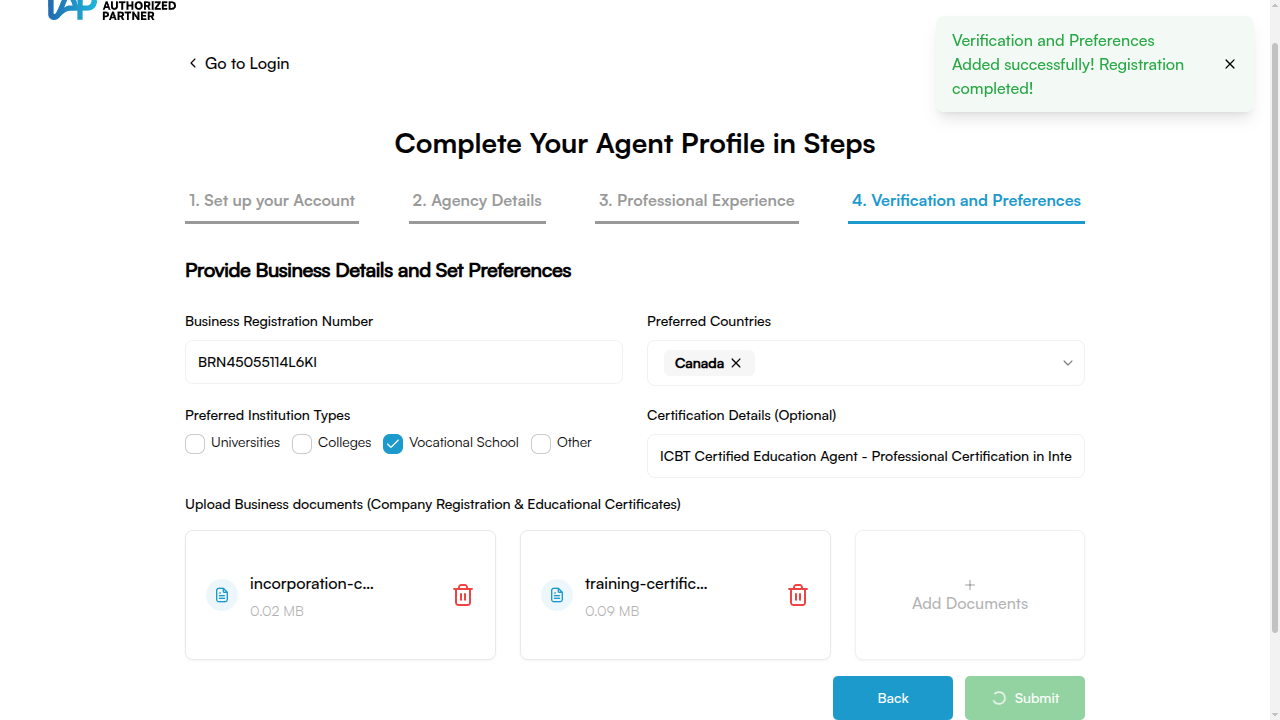 AUTHORIZED
PARTNER
Go to Login
Verification and Preferences
Added successfully! Registration
completed!
Complete Your Agent Profile in Steps
1. Set up your Account
2. Agency Details
3. Professional Experience
4. Verification and Preferences
Provide Business Details and Set Preferences
Business Registration Number
Preferred Countries
BRN45055114L6KI
Canada
Preferred Institution Types
Certification Details (Optional)
Universities
Colleges
Vocational School
Other
ICBT Certified Education Agent - Professional Certification in Inte
Upload Business documents (Company Registration & Educational Certificates)
incorporation-c...
0.02 MB
training-certific...
0.09 MB
Add Documents
Back
Submit